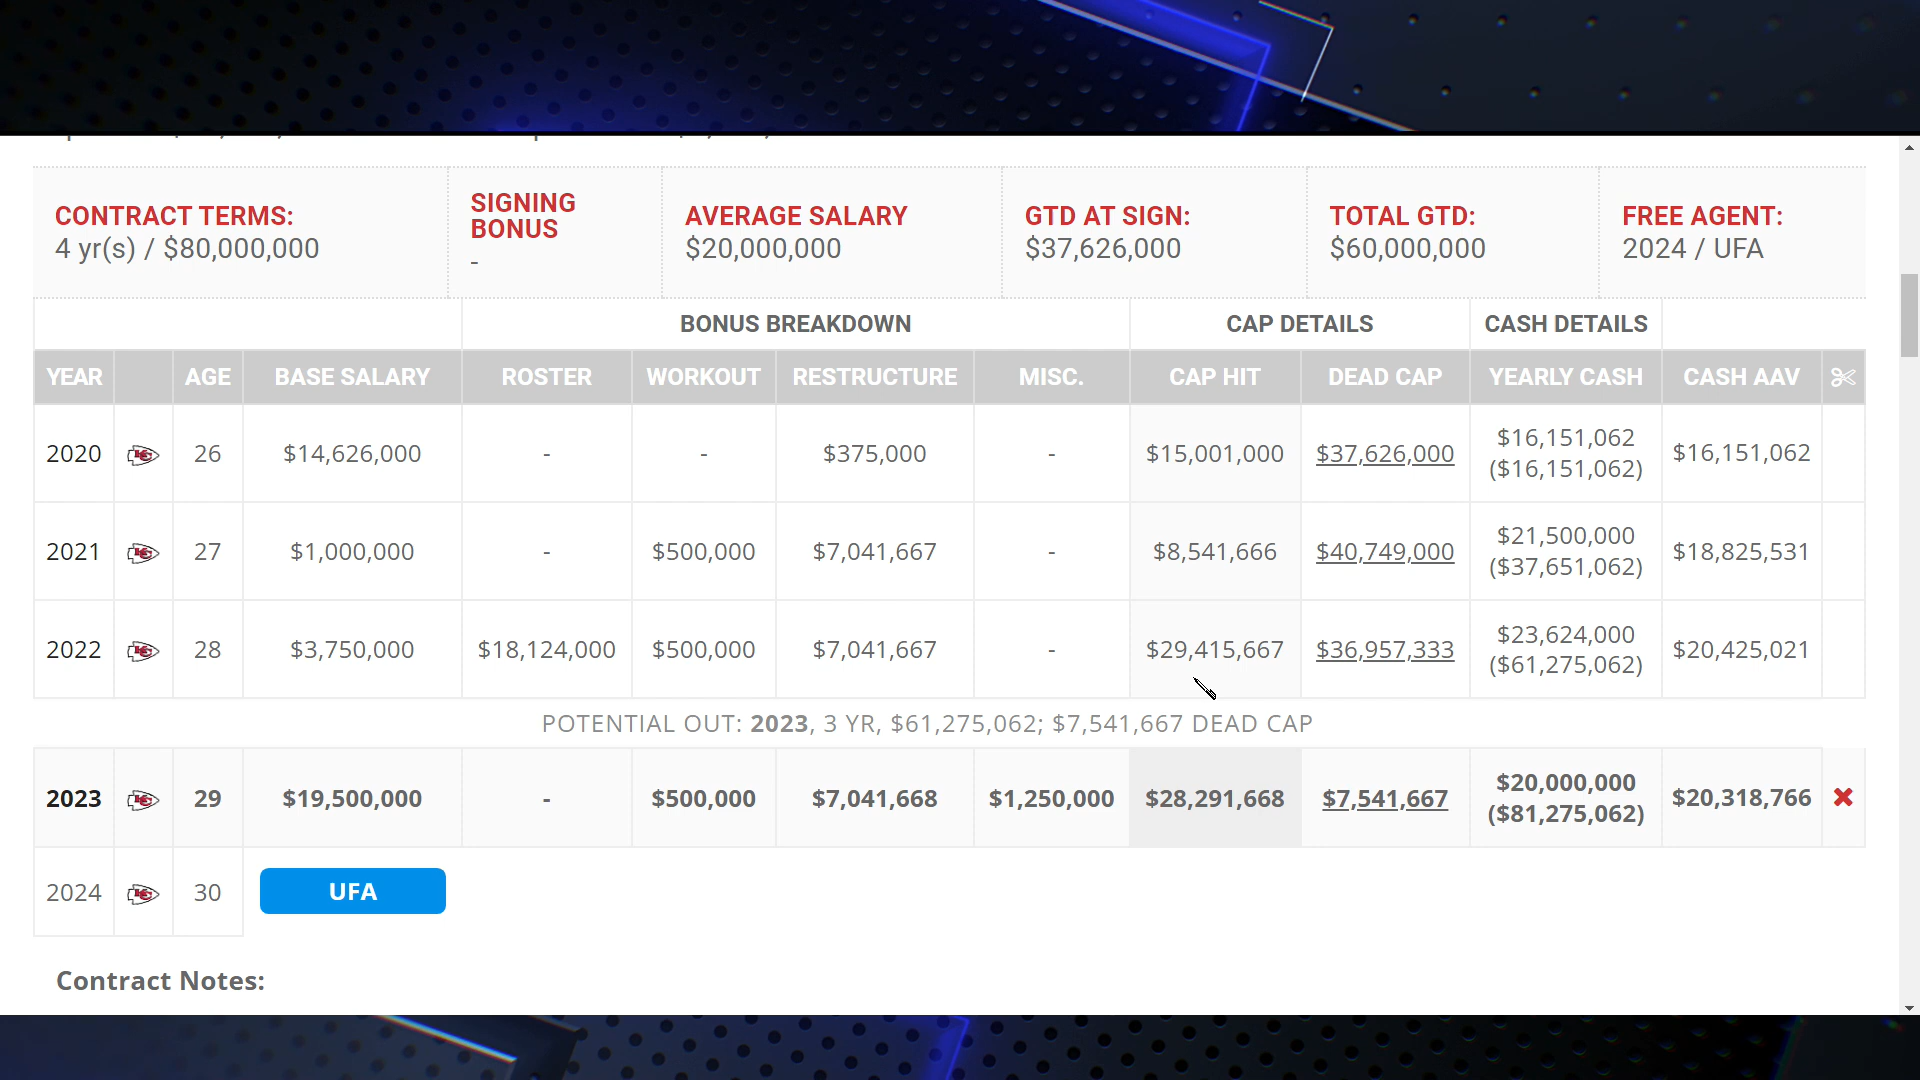 CONTRACT TERMS:
4 yr(s) / $80,000,000
SIGNING
BONUS
-
AVERAGE SALARY
$20,000,000
GTD AT SIGN:
$37,626,000
TOTAL GTD:
$60,000,000
FREE AGENT:
2024 / UFA
BONUS BREAKDOWN CAP DETAILS CASH DETAILS
YEAR AGE BASE SALARY ROSTER WORKOUT RESTRUCTURE MISC. CAP HIT DEAD CAP YEARLY CASH CASH AAV
2020 26 $14,626,000 - - $375,000 - $15,001,000 $37,626,000 $16,151,062 ($16,151,062) $16,151,062
2021 27 $1,000,000 - $500,000 $7,041,667 - $8,541,666 $40,749,000 $21,500,000 ($37,651,062) $18,825,531
2022 28 $3,750,000 $18,124,000 $500,000 $7,041,667 - $29,415,667 $36,957,333 $23,624,000 ($61,275,062) $20,425,021
POTENTIAL OUT: 2023, 3 YR, $61,275,062; $7,541,667 DEAD CAP
2023 29 $19,500,000 - $500,000 $7,041,668 $1,250,000 $28,291,668 $7,541,667 $20,000,000 ($81,275,062) $20,318,766
2024 30 UFA
Contract Notes: